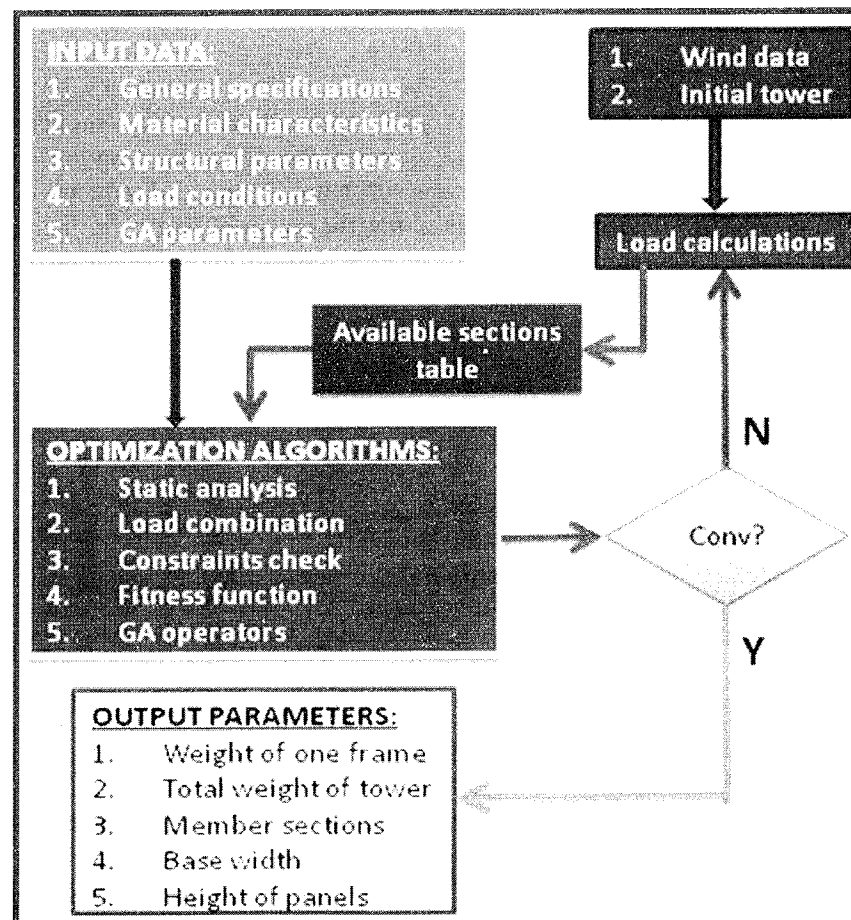 INPUT DATA:
1. General specifications
2. Material characteristics
3. Structural parameters
4. Load conditions
5. GA parameters
1. Wind data
2. Initial tower
Load calculations
Available sections
table
OPTIMIZATION ALGORITHMS:
1. Static analysis
2. Load combination
3. Constraints check
4. Fitness function
5. GA operators
N
Conv?
Y
OUTPUT PARAMETERS:
1. Weight of one frame
2. Total weight of tower
3. Member sections
4. Base width
5. Height of panels